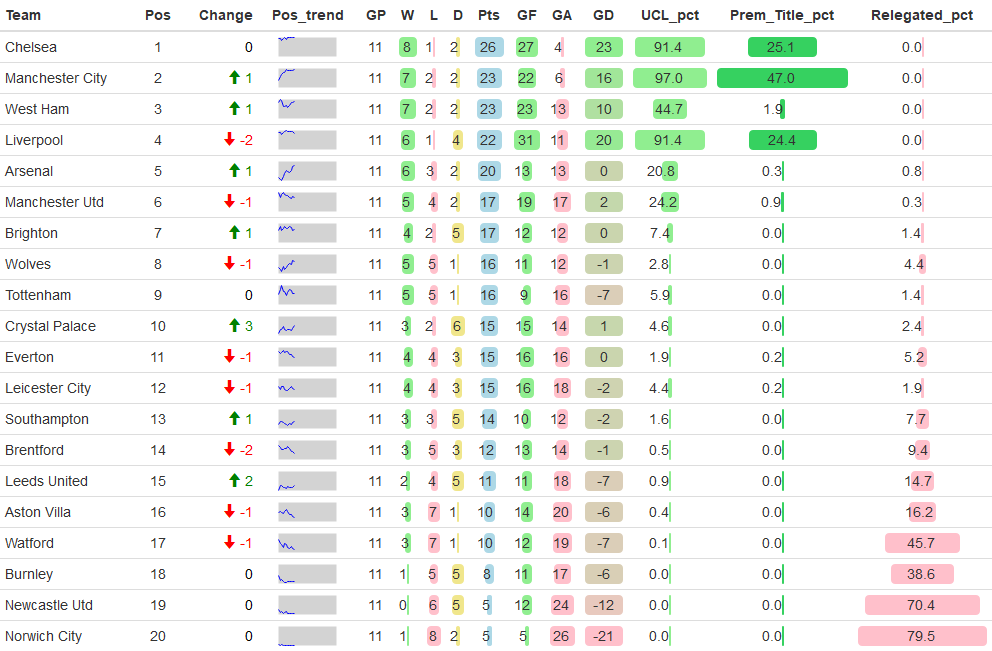 Team Pos Change Pos_trend GP W L D Pts GF GA GD UCL_pct Prem_Title_pct Relegated_pct
Chelsea 1 0 11 8 1 2 26 27 4 23 91.4 25.1 0.0
Manchester City 2 1 11 7 2 2 23 22 6 16 97.0 47.0 0.0
West Ham 3 1 11 7 2 2 23 23 13 10 44.7 1.9 0.0
Liverpool 4 -2 11 6 1 4 22 31 11 20 91.4 24.4 0.0
Arsenal 5 1 11 6 3 2 20 13 13 0 20.8 0.3 0.8
Manchester Utd 6 -1 11 5 4 2 17 19 17 2 24.2 0.9 0.3
Brighton 7 1 11 4 2 5 17 12 12 0 7.4 0.0 1.4
Wolves 8 -1 11 5 5 1 16 11 12 -1 2.8 0.0 4.4
Tottenham 9 0 11 5 5 1 16 9 16 -7 5.9 0.0 1.4
Crystal Palace 10 3 11 3 2 6 15 15 14 1 4.6 0.0 2.4
Everton 11 -1 11 4 4 3 15 16 16 0 1.9 0.2 5.2
Leicester City 12 -1 11 4 4 3 15 16 18 -2 4.4 0.2 1.9
Southampton 13 1 11 3 3 5 14 10 12 -2 1.6 0.0 7.7
Brentford 14 -2 11 3 5 3 12 13 14 -1 0.5 0.0 9.4
Leeds United 15 2 11 2 4 5 11 11 18 -7 0.9 0.0 14.7
Aston Villa 16 -1 11 3 7 1 10 14 20 -6 0.4 0.0 16.2
Watford 17 -1 11 3 7 1 10 12 19 -7 0.1 0.0 45.7
Burnley 18 0 11 1 5 5 8 11 17 -6 0.0 0.0 38.6
Newcastle Utd 19 0 11 0 6 5 5 12 24 -12 0.0 0.0 70.4
Norwich City 20 0 11 1 8 2 5 5 26 -21 0.0 0.0 79.5